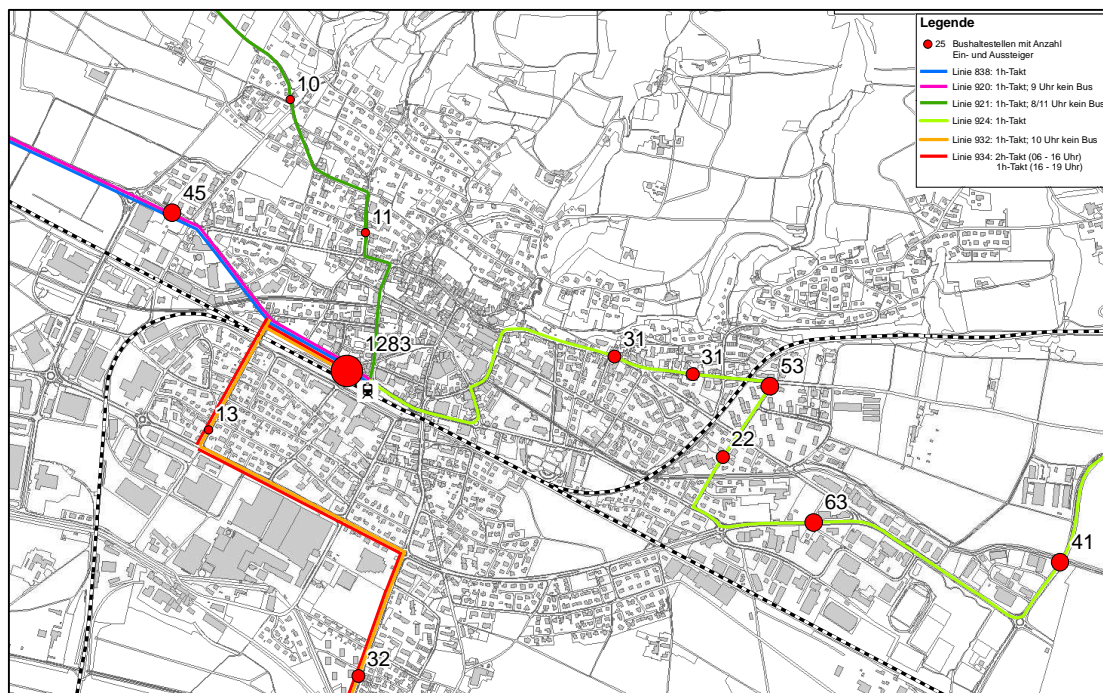 Legende
25 Bushaltestellen mit Anzahl
Ein- und Aussteiger
Linie 838: 1h-Takt
Linie 920: 1h-Takt; 9 Uhr kein Bus
Linie 921: 1h-Takt; 8/11 Uhr kein Bus
Linie 924: 1h-Takt
Linie 932: 1h-Takt; 10 Uhr kein Bus
Linie 934: 2h-Takt (06 - 16 Uhr)
1h-Takt (16 - 19 Uhr)
10
45
11
1283
31
31
53
13
22
63
41
32